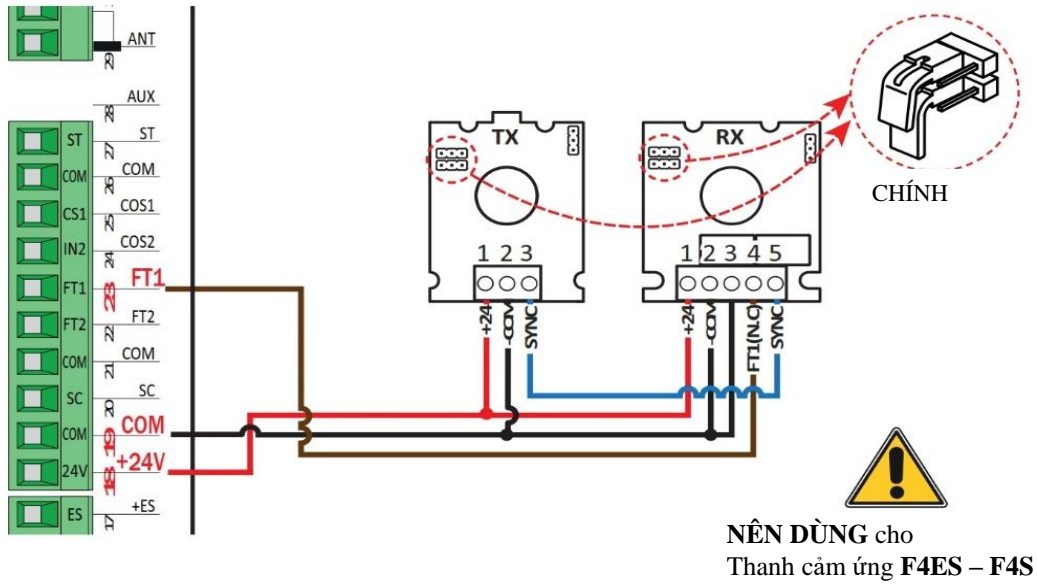 ANT
29
AUX
28
ST ST
27
COM COM
26
CS1 COS1
25
IN2 COS2
24
FT1 FT1
23
FT2 FT2
22
COM COM
21
SC SC
20
COM COM
19
24V +24V
18
ES +ES
17
TX
1 2 3
+24
-COM
SYNC
RX
1 2 3 4 5
+24
-COM
FT1(N.C)
SYNC
CHÍNH
NÊN DÙNG cho
Thanh cảm ứng F4ES – F4S